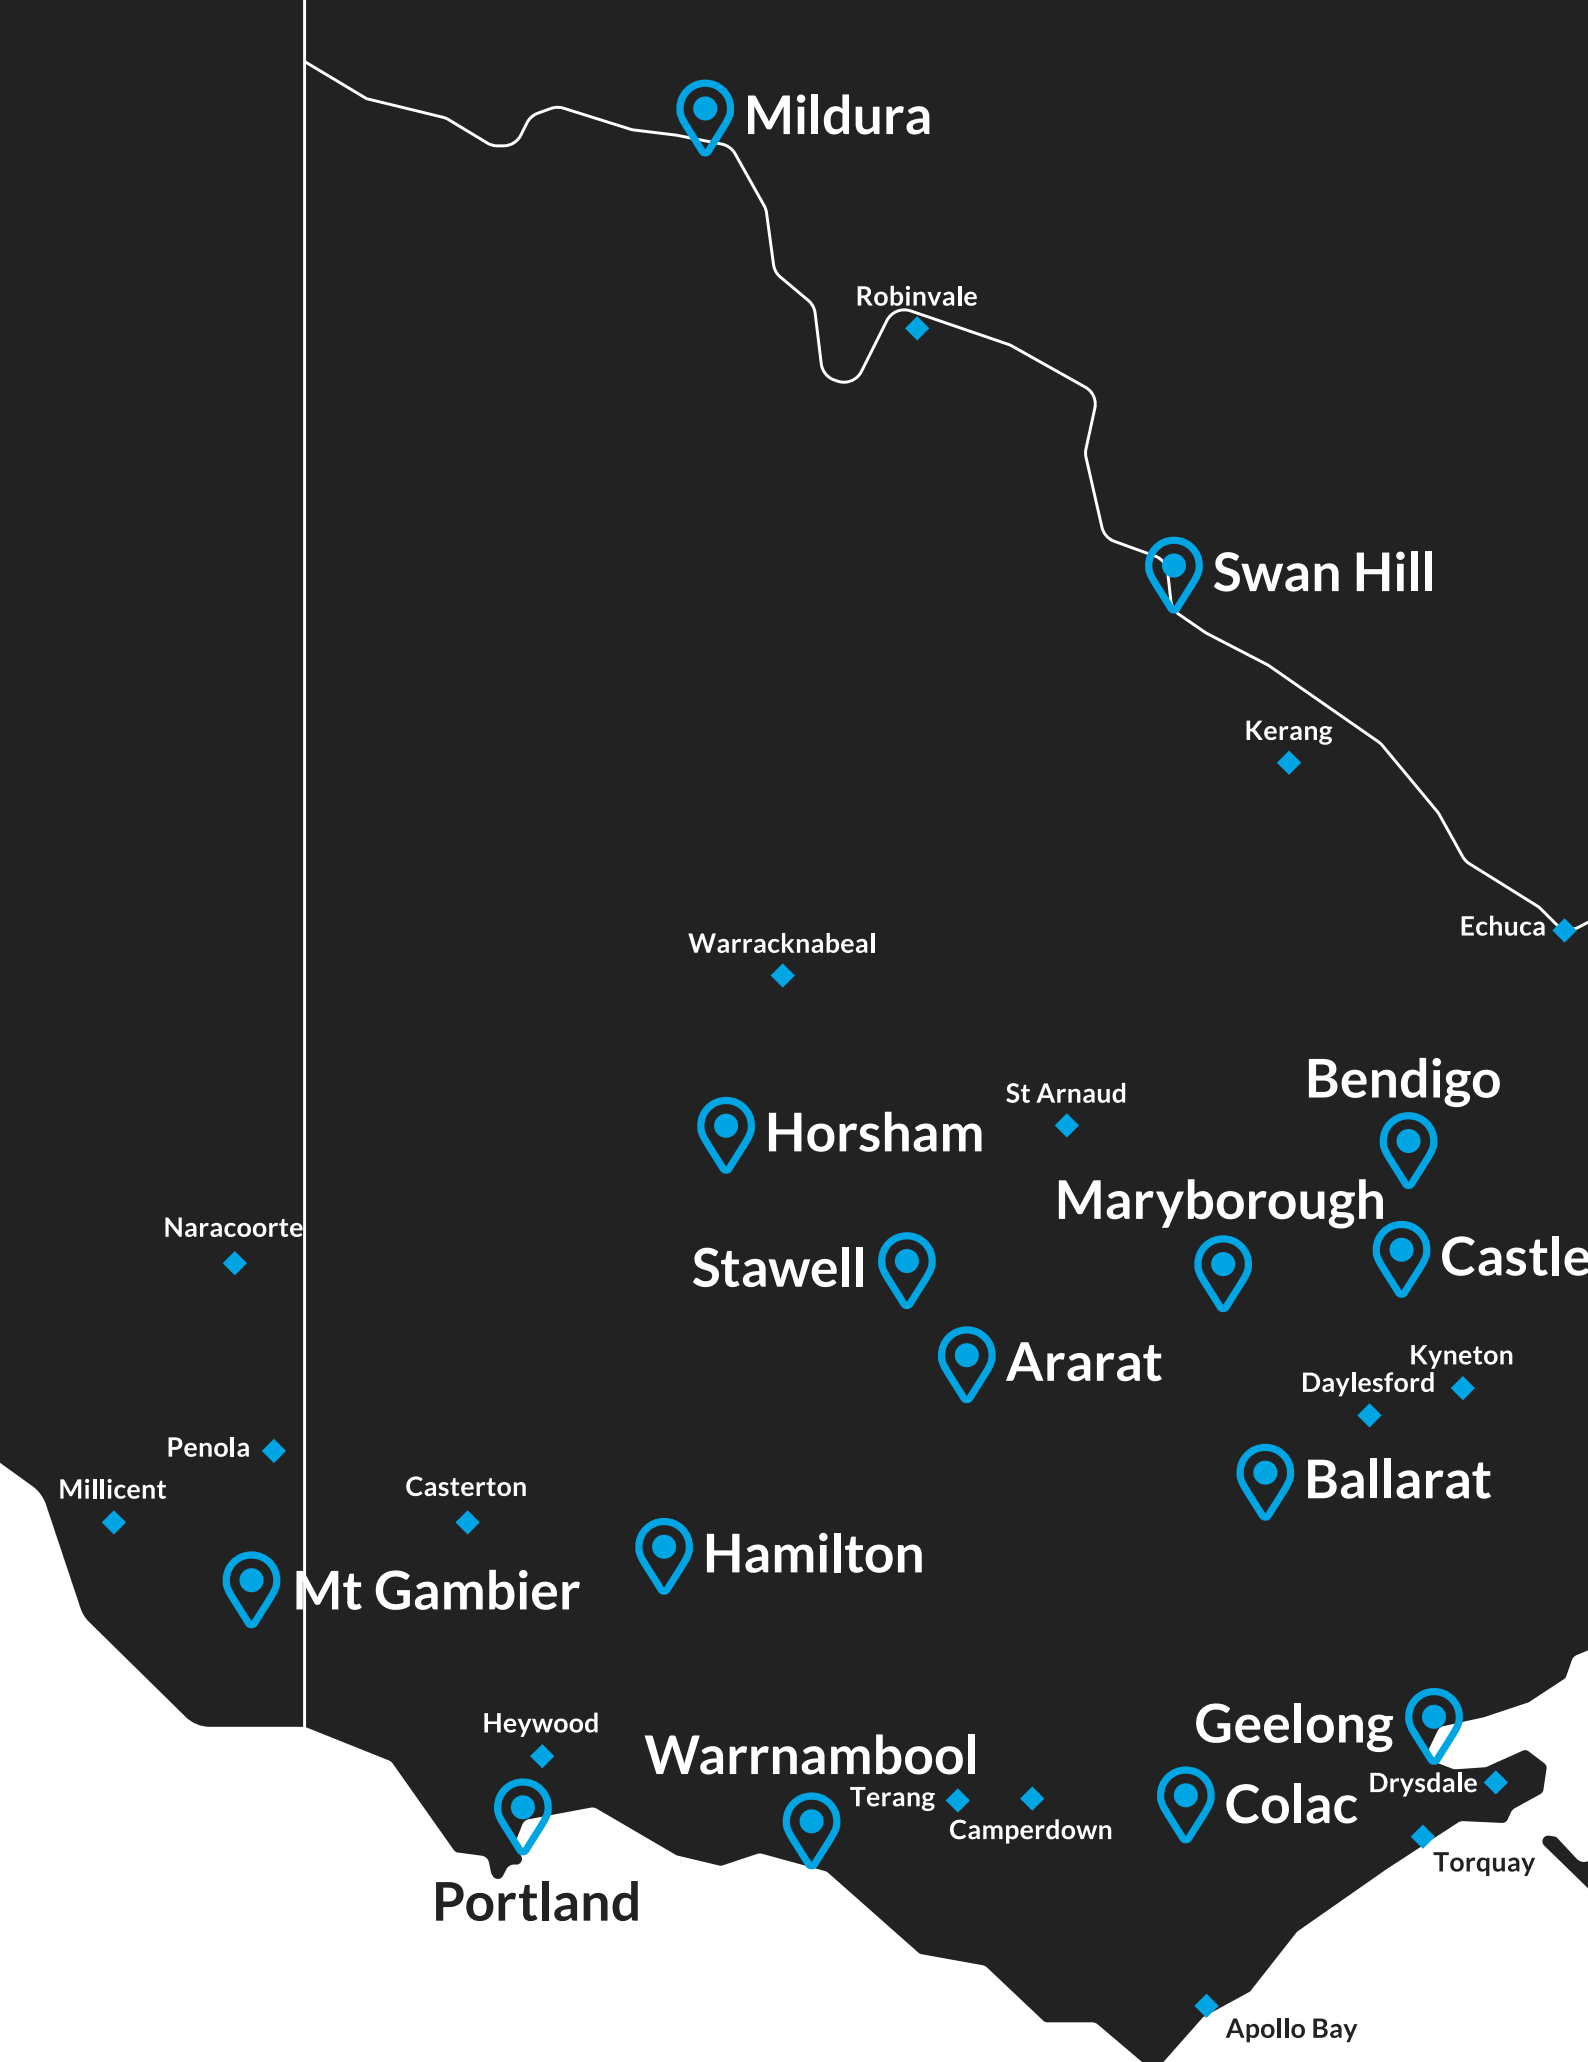 Mildura
Robinvale
Swan Hill
Kerang
Echuca
Warracknabeal
Bendigo
St Arnaud
Horsham
Maryborough
Naracoorte
Stawell
Castle
Ararat
Kyneton
Daylesford
Penola
Ballarat
Millicent
Casterton
Hamilton
Mt Gambier
Heywood
Geelong
Warrnambool
Drysdale
Terang
Colac
Camperdown
Torquay
Portland
Apollo Bay